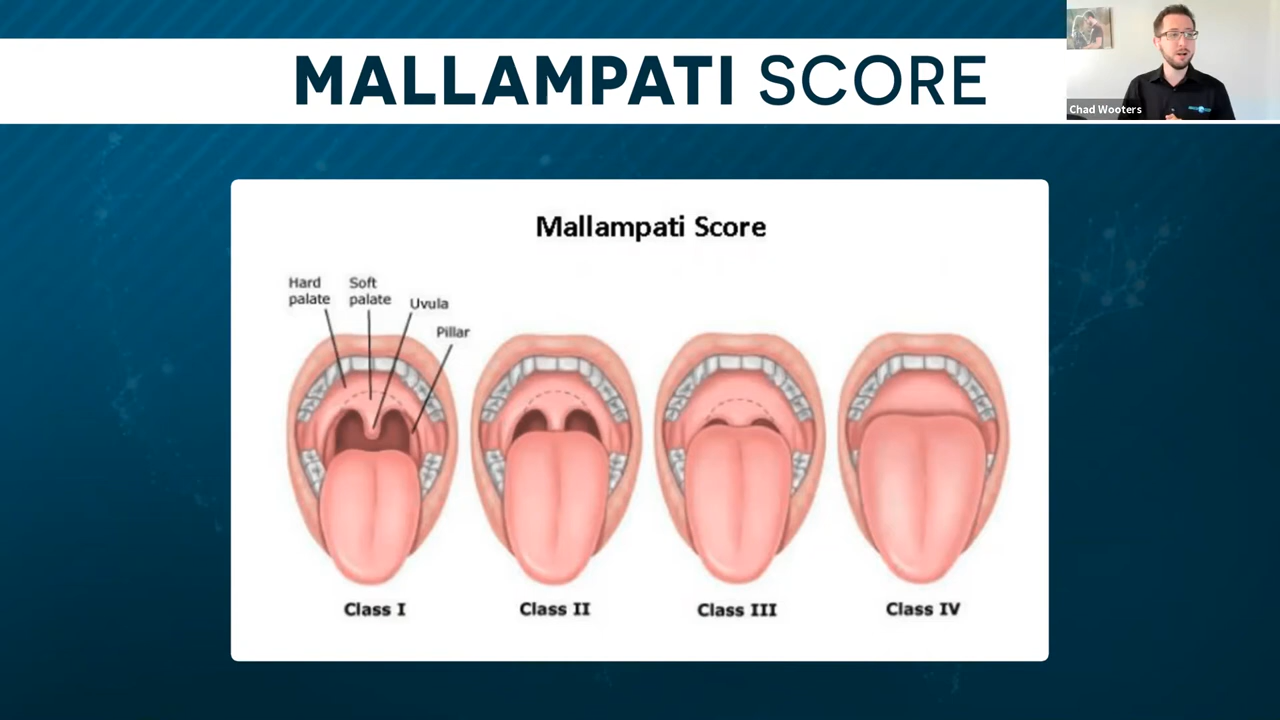 MALLAMPATI SCORE
Chad Wooters
Mallampati Score
Hard
palate
Soft
palate
Uvula
Pillar
Class I
Class II
Class III
Class IV